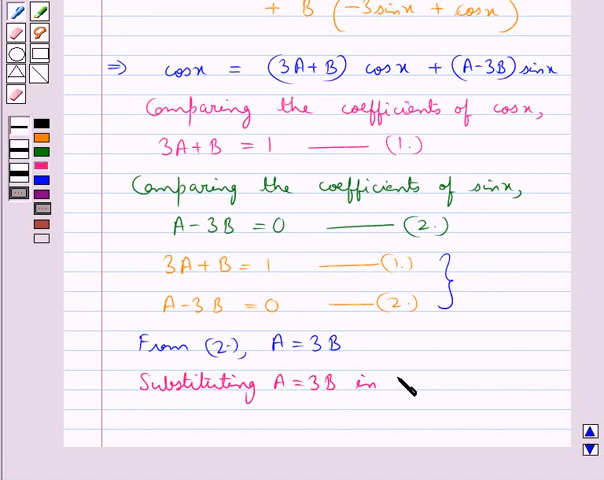 + B (-3sinx + cosx)
⇒ cosx = (3A+B) cosx + (A-3B) sinx
Comparing the coefficients of cosx,
3A+B = 1 —— (1.)
Comparing the coefficients of sinx,
A-3B = 0 —— (2.)
3A+B = 1 —— (1.)
A-3B = 0 —— (2.)
From (2.), A = 3B
Substituting A = 3B in